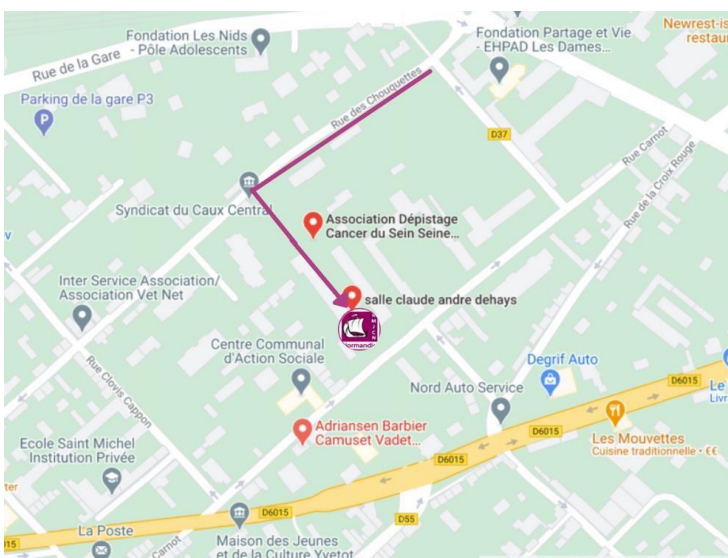 Fondation Les Nids
- Pôle Adolescents
Fondation Partage et Vie
- EHPAD Les Dames...
Newrest-is
restau
Rue de la Gare
Parking de la gare P3
Rue des Chouquettes
D37
Rue Carnot
Rue de la Croix Rouge
Syndicat du Caux Central
Association Dépistage
Cancer du Sein Seine...
v
Inter Service Association/
Association Vet Net
salle claude andre dehays
Centre Communal
d'Action Sociale
Rue Clovis Cappon
Degrif Auto
D6015
Le
Livr
Nord Auto Service
Adriansen Barbier
Camuset Vadet...
D6015
Les Mouvettes
Cuisine traditionnelle • €€
Ecole Saint Michel
Institution Privée
D6015
ter
D6015
D55
La Poste
Carnot
Maison des Jeunes
et de la Culture Yvetot
15